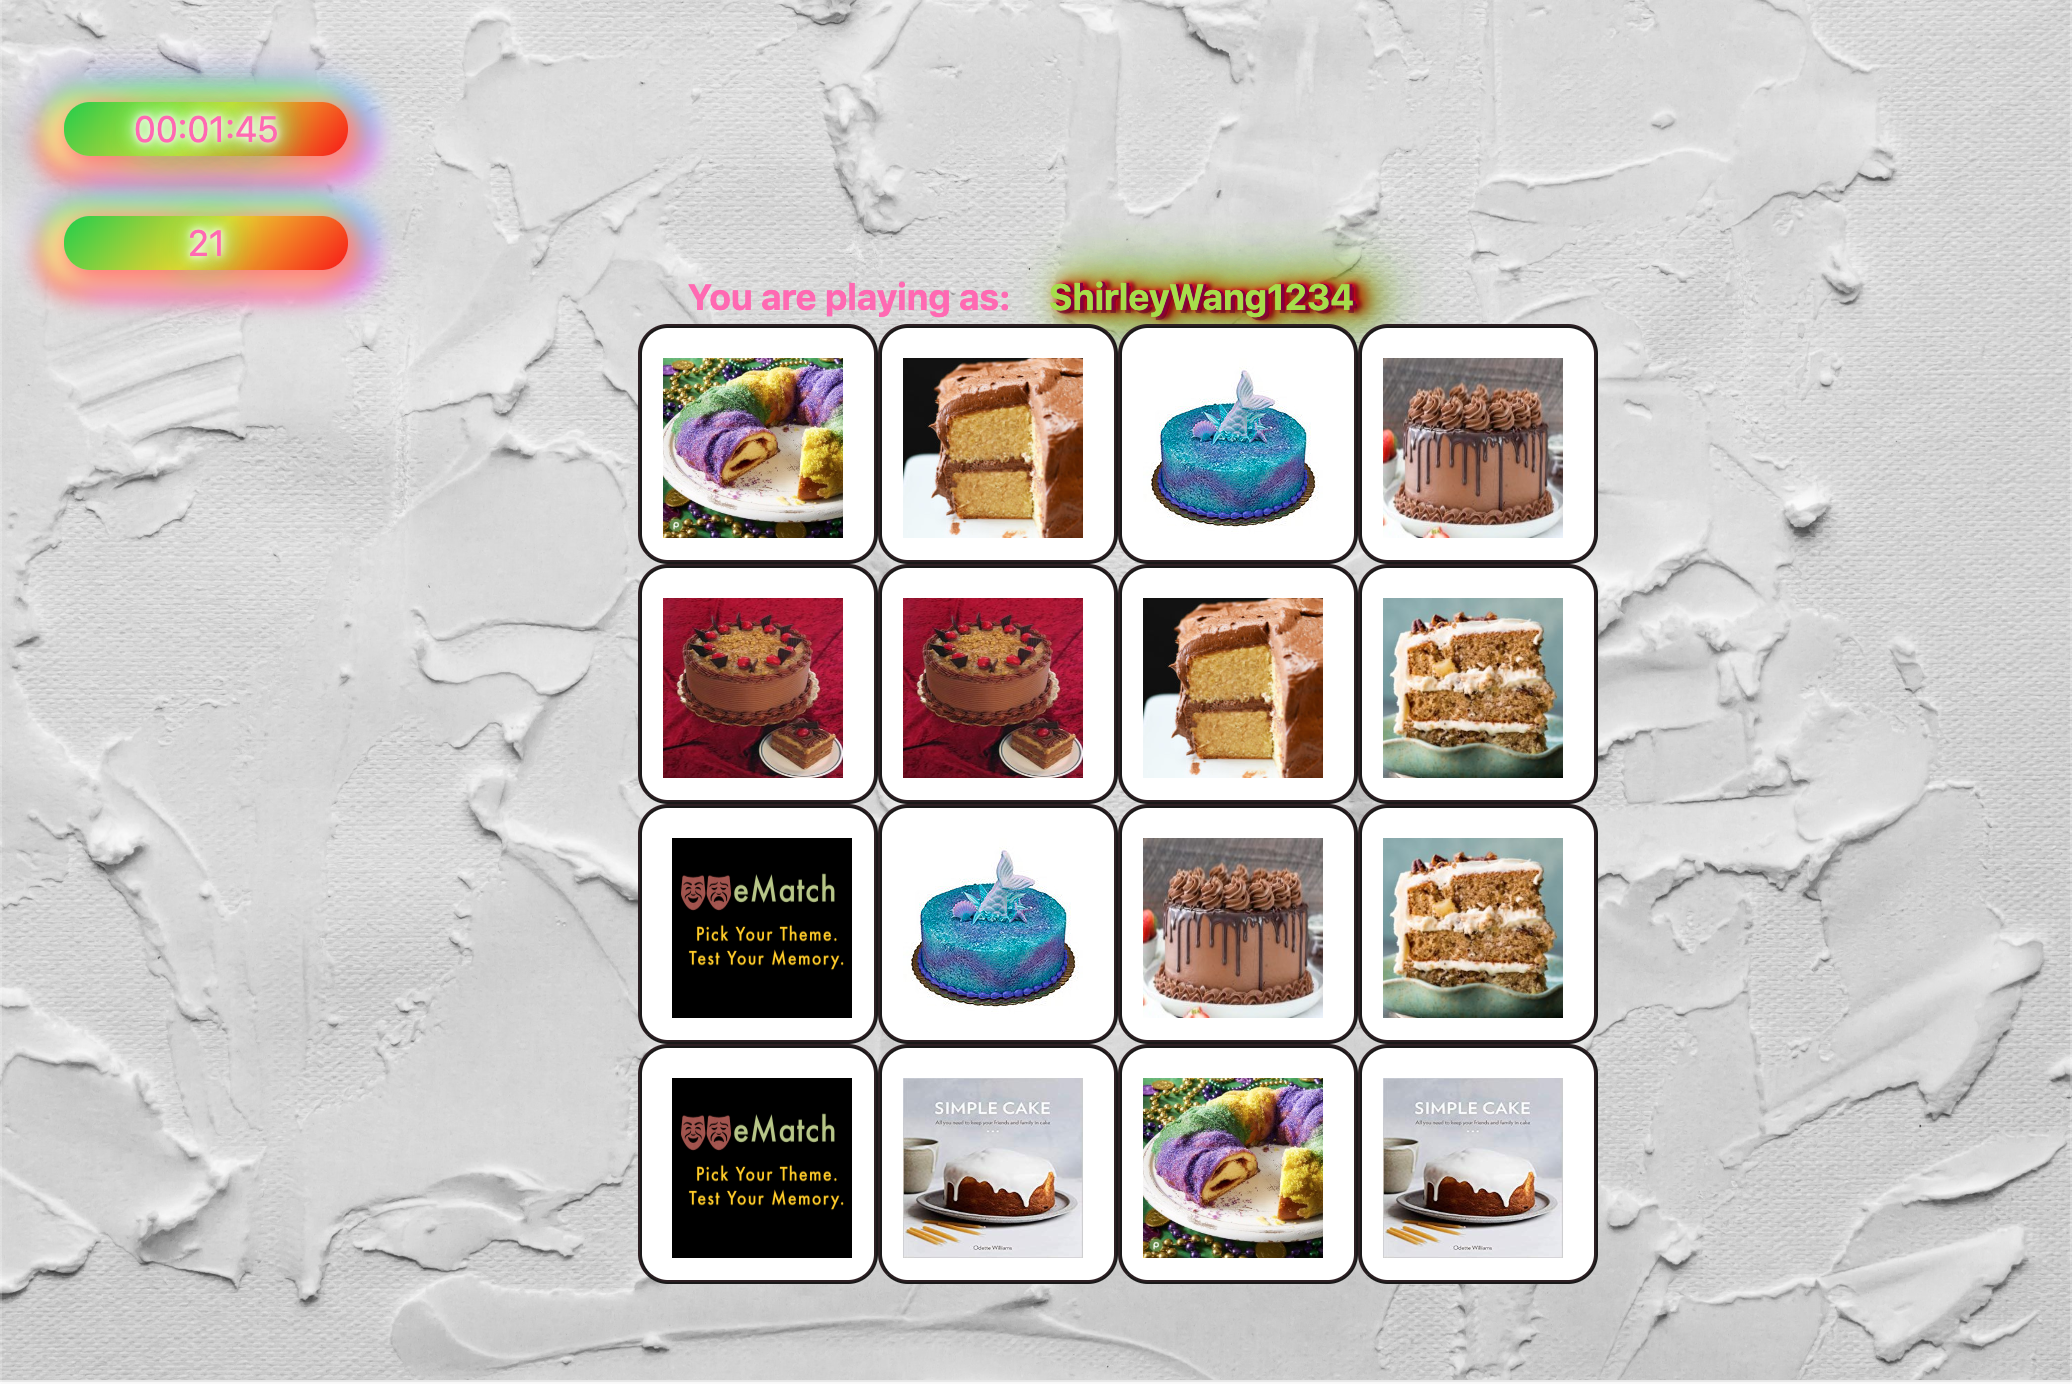 00:01:45
21
You are playing as: ShirleyWang1234
eMatch
Pick Your Theme.
Test Your Memory.
eMatch
Pick Your Theme.
Test Your Memory.
SIMPLE CAKE
All you need to keep your friends and family in cake
Odette Williams
SIMPLE CAKE
All you need to keep your friends and family in cake
Odette Williams